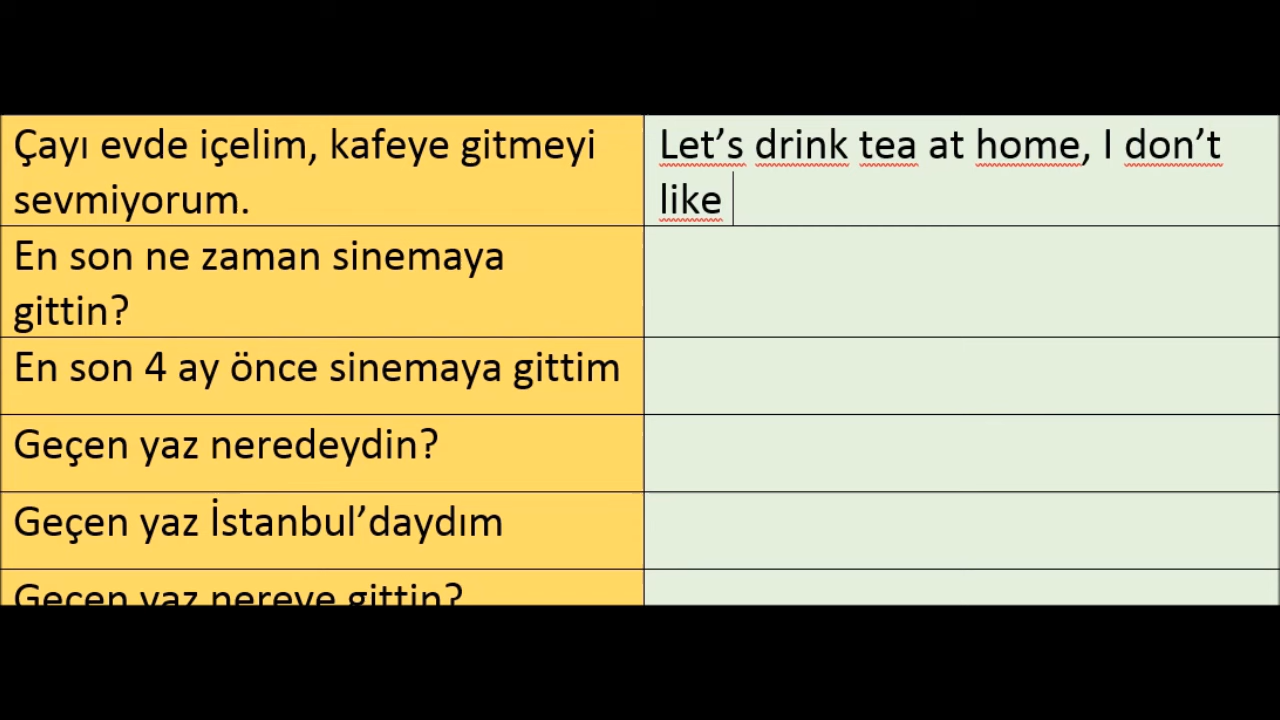 Çayı evde içelim, kafeye gitmeyi
sevmiyorum.
Let's drink tea at home, I don't
like
En son ne zaman sinemaya
gittin?
En son 4 ay önce sinemaya gittim
Geçen yaz neredeydin?
Geçen yaz İstanbul'daydım
Geçen yaz nereye gittin?